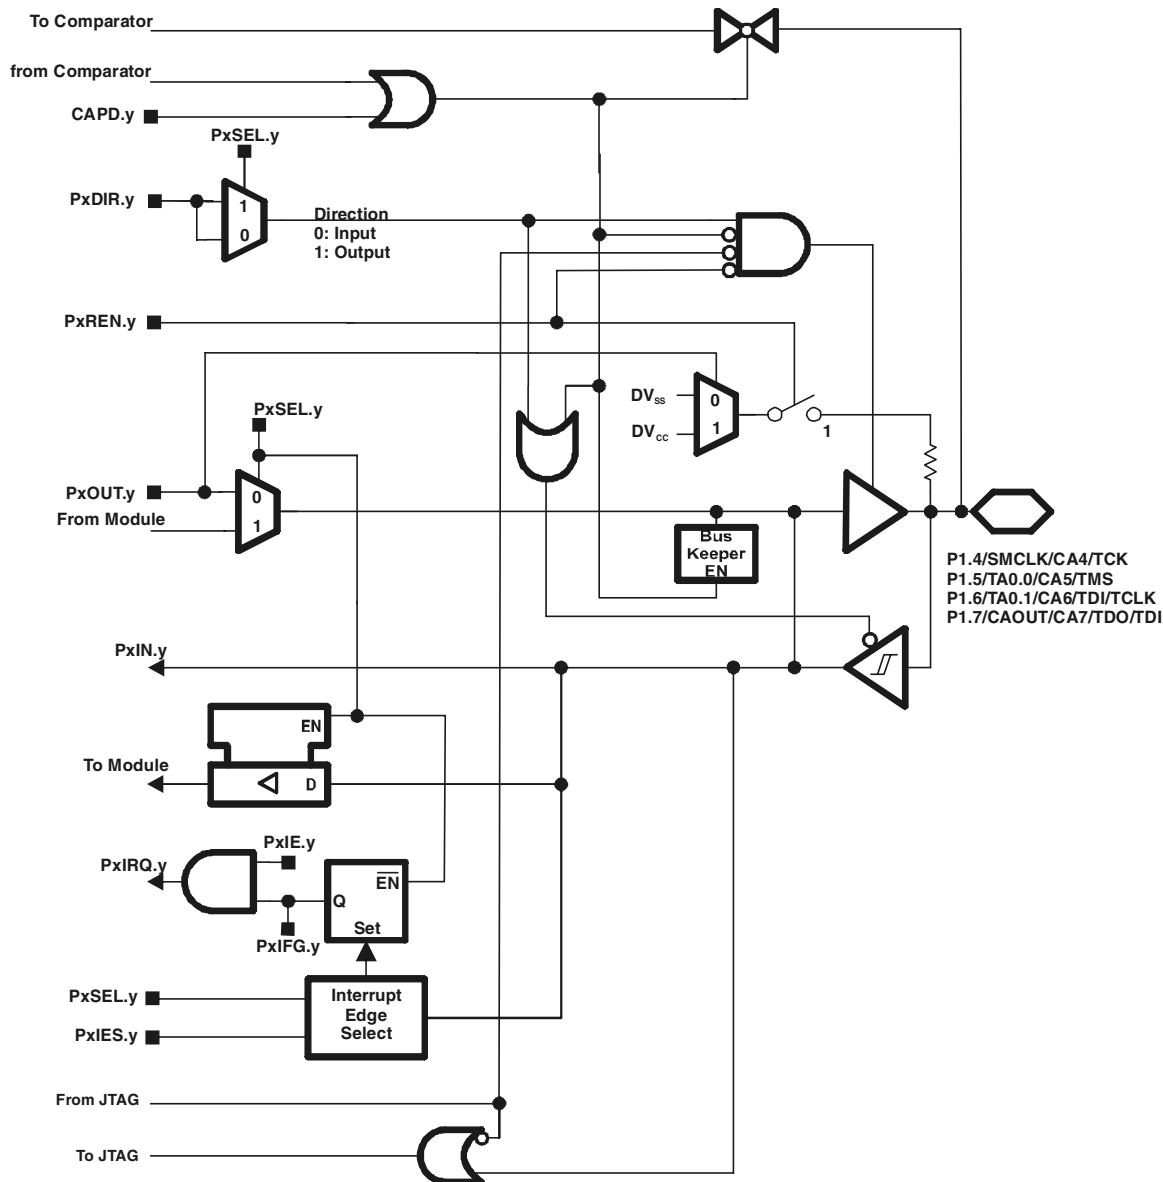 To Comparator
from Comparator
CAPD.y
PxSEL.y
PxDIR.y
1
0
Direction
0: Input
1: Output
PxREN.y
DVSS
0
DVCC
1
1
PxSEL.y
PxOUT.y
0
From Module
1
Bus
Keeper
EN
P1.4/SMCLK/CA4/TCK
P1.5/TA0.0/CA5/TMS
P1.6/TA0.1/CA6/TDI/TCLK
P1.7/CAOUT/CA7/TDO/TDI
PxIN.y
EN
To Module
D
PxIE.y
PxIRQ.y
EN
Q
Set
PxIFG.y
PxSEL.y
PxIES.y
Interrupt
Edge
Select
From JTAG
To JTAG